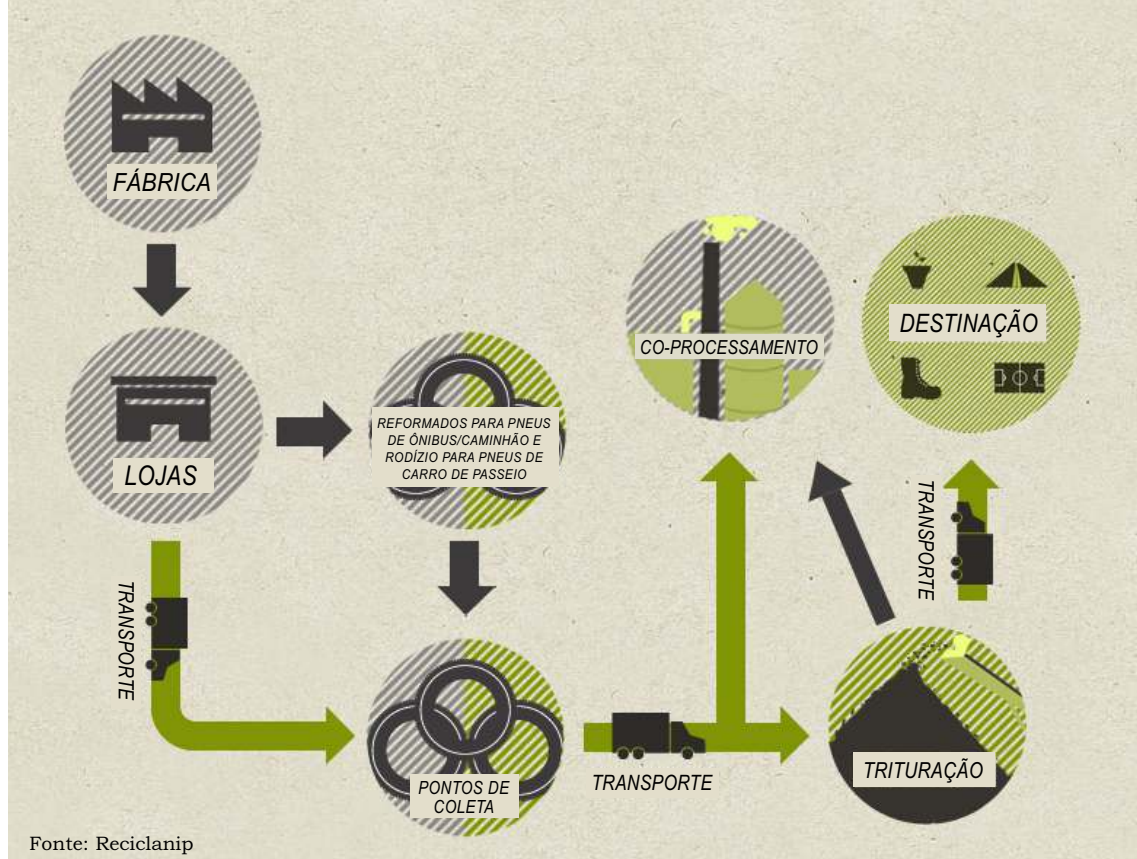 FÁBRICA
LOJAS
REFORMADOS PARA PNEUS
DE ÔNIBUS/CAMINHÃO E
RODÍZIO PARA PNEUS DE
CARRO DE PASSEIO
CO-PROCESSAMENTO
DESTINAÇÃO
TRANSPORTE
TRANSPORTE
PONTOS DE
COLETA
TRANSPORTE
TRITURAÇÃO
Fonte: Reciclanip